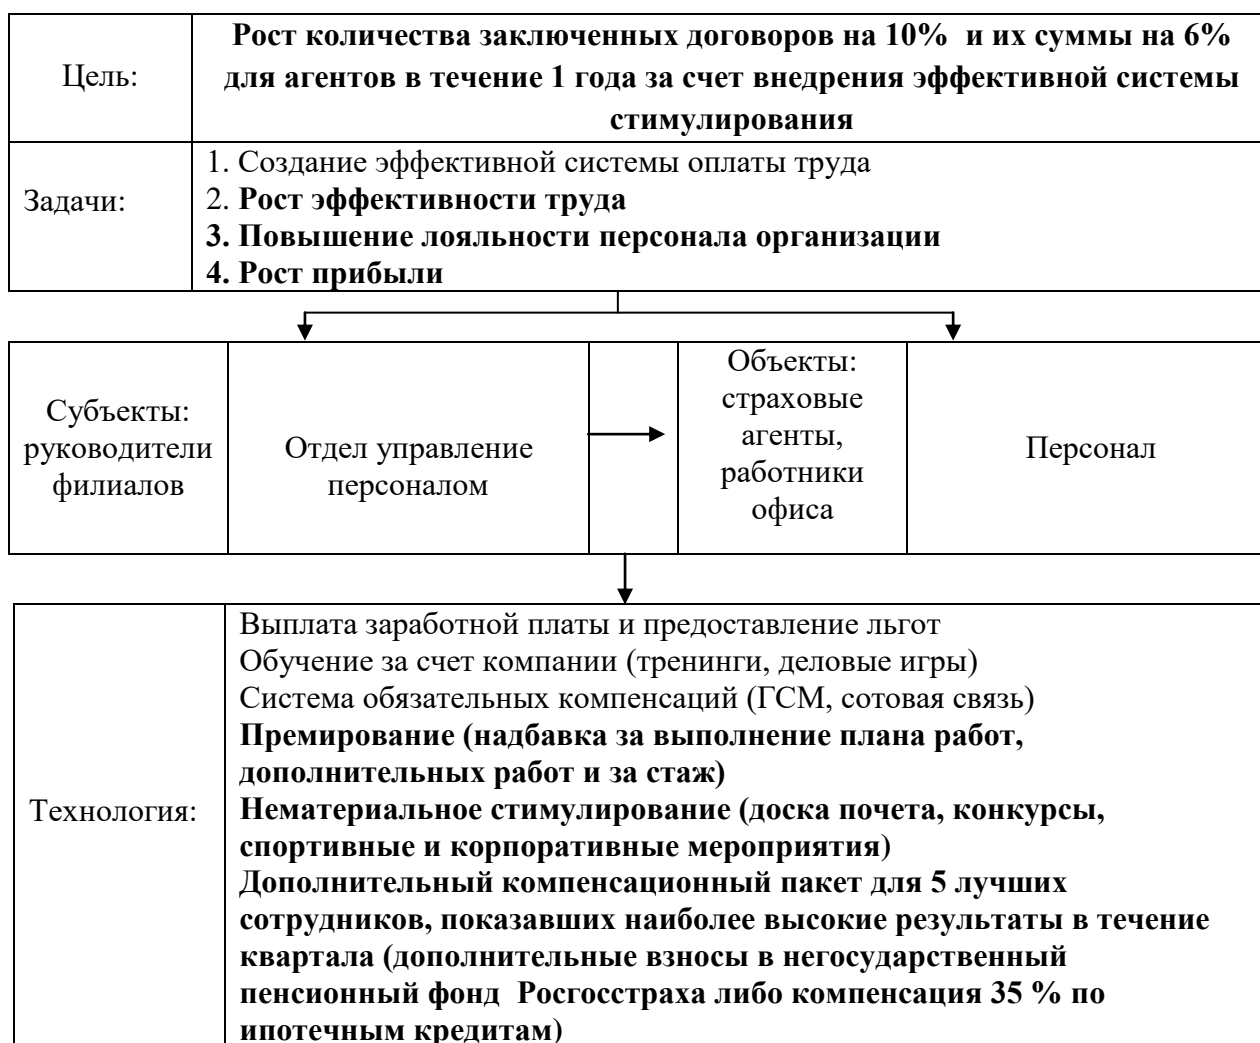 Цель:
Рост количества заключенных договоров на 10% и их суммы на 6%
для агентов в течение 1 года за счет внедрения эффективной системы
стимулирования
Задачи:
1. Создание эффективной системы оплаты труда
2. Рост эффективности труда
3. Повышение лояльности персонала организации
4. Рост прибыли
Субъекты:
руководители
филиалов
Отдел управление
персоналом
Объекты:
страховые
агенты,
работники
офиса
Персонал
Технология:
Выплата заработной платы и предоставление льгот
Обучение за счет компании (тренинги, деловые игры)
Система обязательных компенсаций (ГСМ, сотовая связь)
Премирование (надбавка за выполнение плана работ,
дополнительных работ и за стаж)
Нематериальное стимулирование (доска почета, конкурсы,
спортивные и корпоративные мероприятия)
Дополнительный компенсационный пакет для 5 лучших
сотрудников, показавших наиболее высокие результаты в течение
квартала (дополнительные взносы в негосударственный
пенсионный фонд Росгосстраха либо компенсация 35 % по
ипотечным кредитам)